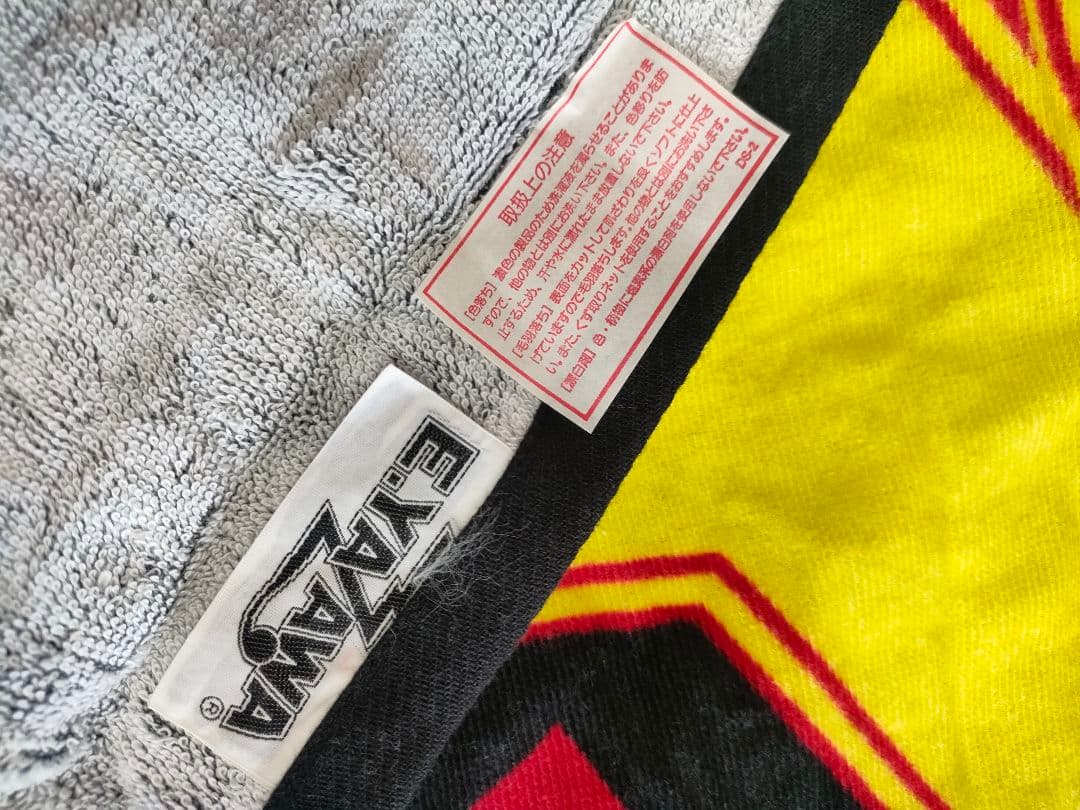 取扱上の注意
[色落ち] 濃色の製品のため洗濯液を濁らせることがありま
すので、他の物とは別にお洗い下さい。また、色移りを防
止するため、汗や水に濡れたまま放置しないで下さい。
[毛羽落ち] 表面をカットして肌ざわりを良くソフトに仕上
げていますので毛羽落ちします。他の物とは別にお洗い下さ
い。また、くず取りネットを使用することをおすすめします。
[漂白剤] 色・柄物に塩素系の漂白剤を使用しないで下さい。
DS-2
E.YAZAWA
®